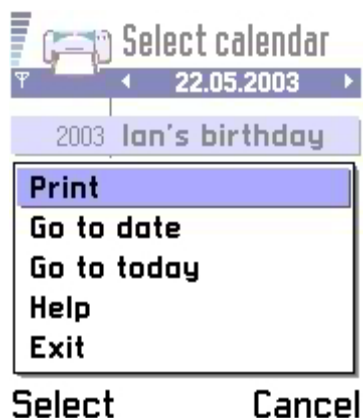 Select calendar
22.05.2003
2003 Ian's birthday
Print
Go to date
Go to today
Help
Exit
Select Cancel